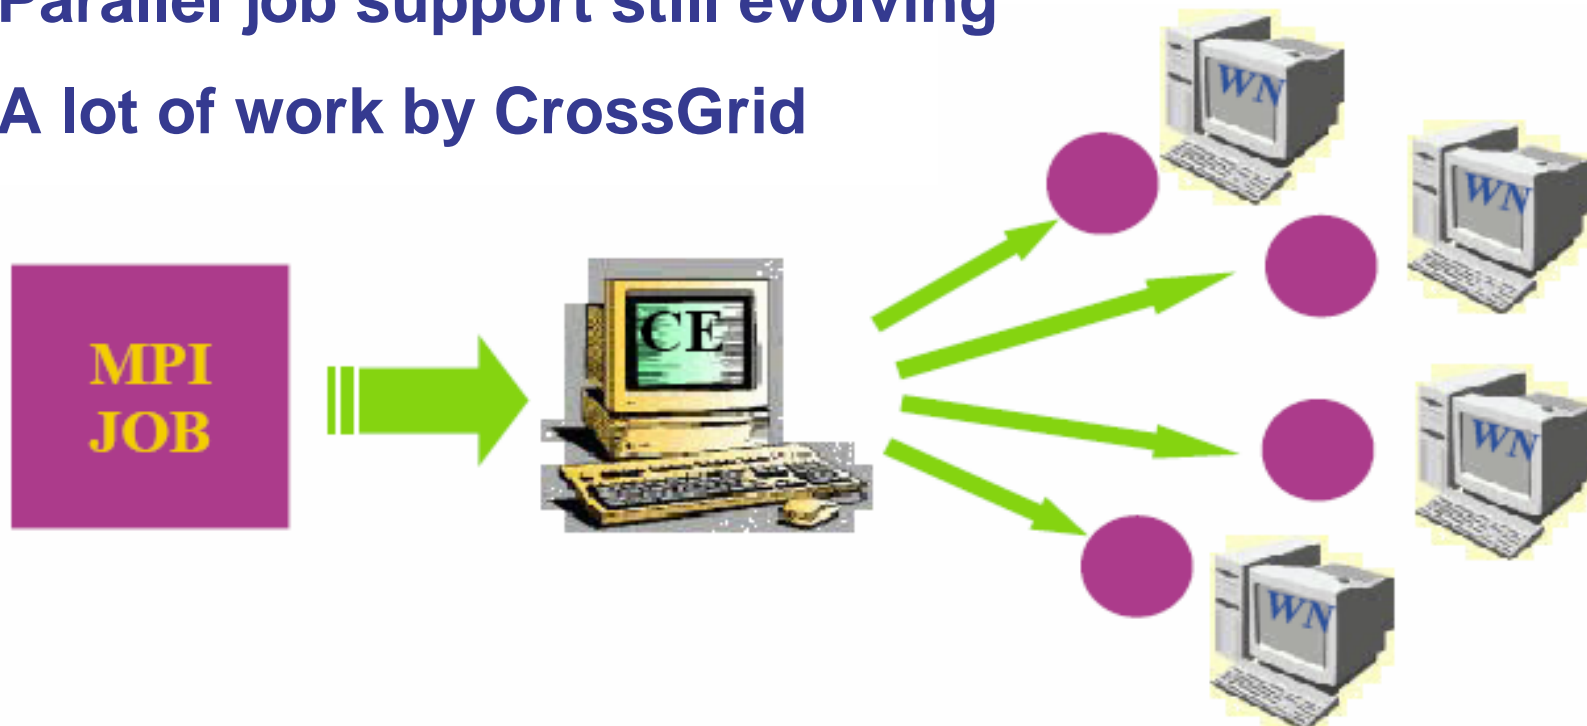 Parallel job support still evolving
A lot of work by CrossGrid
WN
WN
MPI
JOB
CE
WN
WN